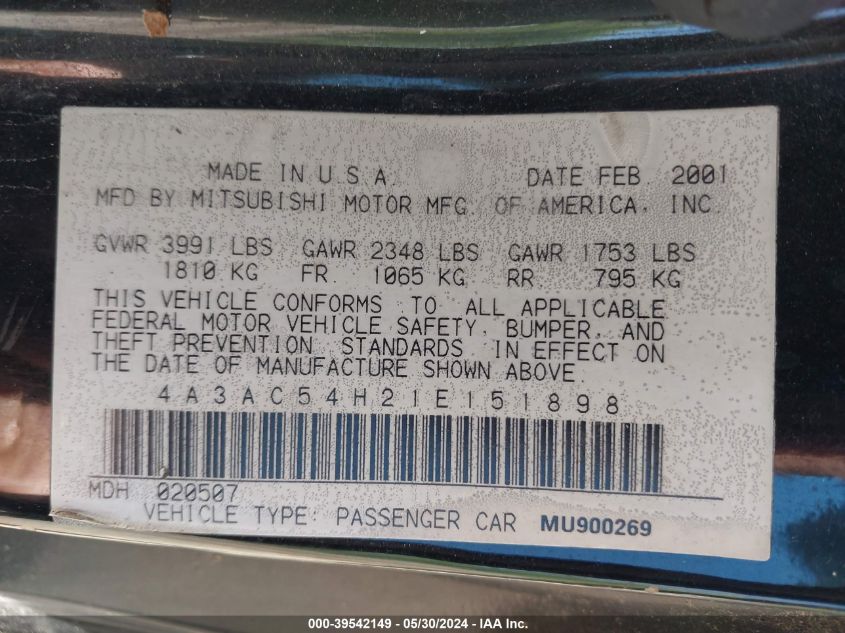 MADE IN U S A. DATE FEB 2001
MFD BY MITSUBISHI MOTOR MFG. OF AMERICA, INC.
GVWR 3991 LBS GAWR 2348 LBS GAWR 1753 LBS
1810 KG FR. 1065 KG RR 795 KG
THIS VEHICLE CONFORMS TO ALL APPLICABLE
FEDERAL MOTOR VEHICLE SAFETY, BUMPER, AND
THEFT PREVENTION STANDARDS IN EFFECT ON
THE DATE OF MANUFACTURE SHOWN ABOVE.
4A3AC54H21E151898
MDH 020507
VEHICLE TYPE: PASSENGER CAR MU900269
000-39542149 - 05/30/2024 - IAA Inc.